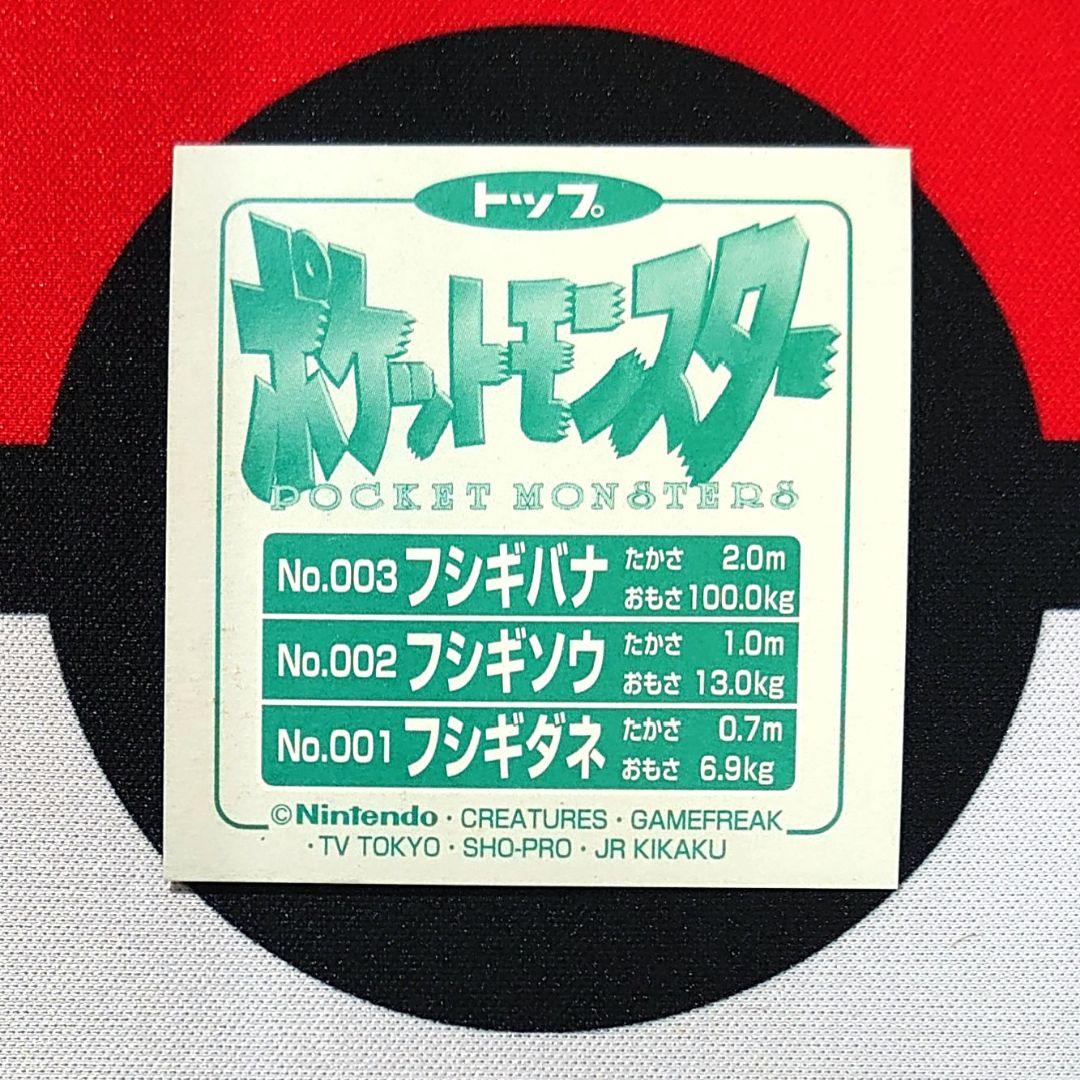 トップ。
ポケットモンスター
POCKET MONSTERS
No.003 フシギバナ たかさ 2.0m おもさ 100.0kg
No.002 フシギソウ たかさ 1.0m おもさ 13.0kg
No.001 フシギダネ たかさ 0.7m おもさ 6.9kg
©Nintendo・CREATURES・GAMEFREAK
・TV TOKYO・SHO-PRO・JR KIKAKU